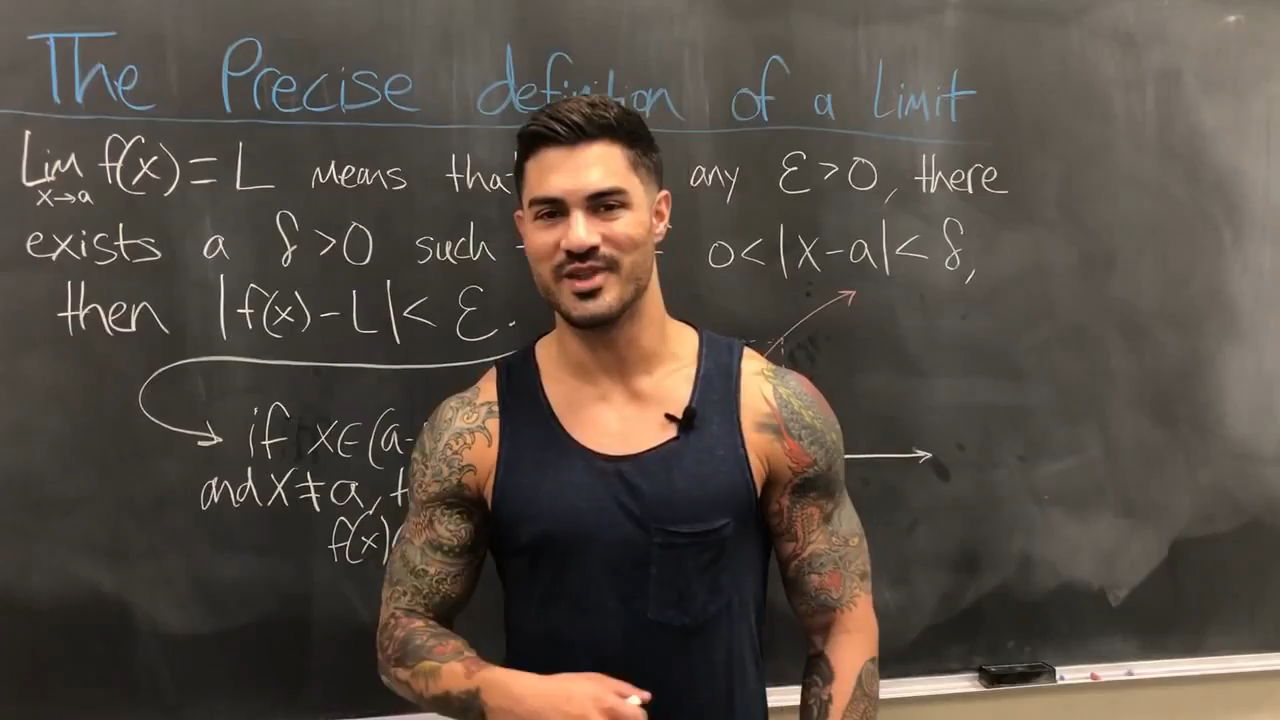 The Precise definition of a Limit
Lim f(x) = L means tha any ε>0, there
x→a
exists a δ>0 such 0<|x-a|<δ,
then |f(x)-L|<ε.
if x∈(a-
and x≠a, t
f(x)